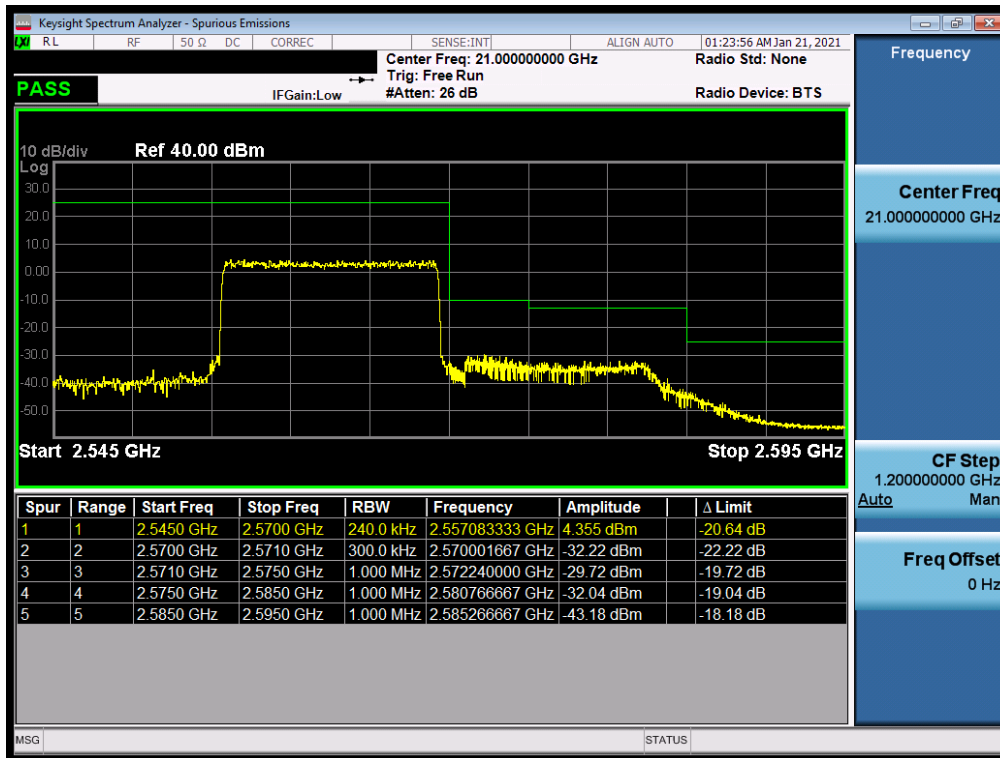 Keysight Spectrum Analyzer - Spurious Emissions
LXI RL RF 50 Ω DC CORREC SENSE:INT ALIGN AUTO 01:23:56 AM Jan 21, 2021
Center Freq: 21.000000000 GHz Radio Std: None
Trig: Free Run
PASS IFGain:Low #Atten: 26 dB Radio Device: BTS
10 dB/div Ref 40.00 dBm
Log
30.0
20.0
10.0
0.00
-10.0
-20.0
-30.0
-40.0
-50.0
Start 2.545 GHz Stop 2.595 GHz
Spur Range Start Freq Stop Freq RBW Frequency Amplitude Δ Limit
1 1 2.5450 GHz 2.5700 GHz 240.0 kHz 2.557083333 GHz 4.355 dBm -20.64 dB
2 2 2.5700 GHz 2.5710 GHz 300.0 kHz 2.570001667 GHz -32.22 dBm -22.22 dB
3 3 2.5710 GHz 2.5750 GHz 1.000 MHz 2.572240000 GHz -29.72 dBm -19.72 dB
4 4 2.5750 GHz 2.5850 GHz 1.000 MHz 2.580766667 GHz -32.04 dBm -19.04 dB
5 5 2.5850 GHz 2.5950 GHz 1.000 MHz 2.585266667 GHz -43.18 dBm -18.18 dB
MSG STATUS
Frequency
Center Freq
21.000000000 GHz
CF Step
1.200000000 GHz
Auto Man
Freq Offset
0 Hz